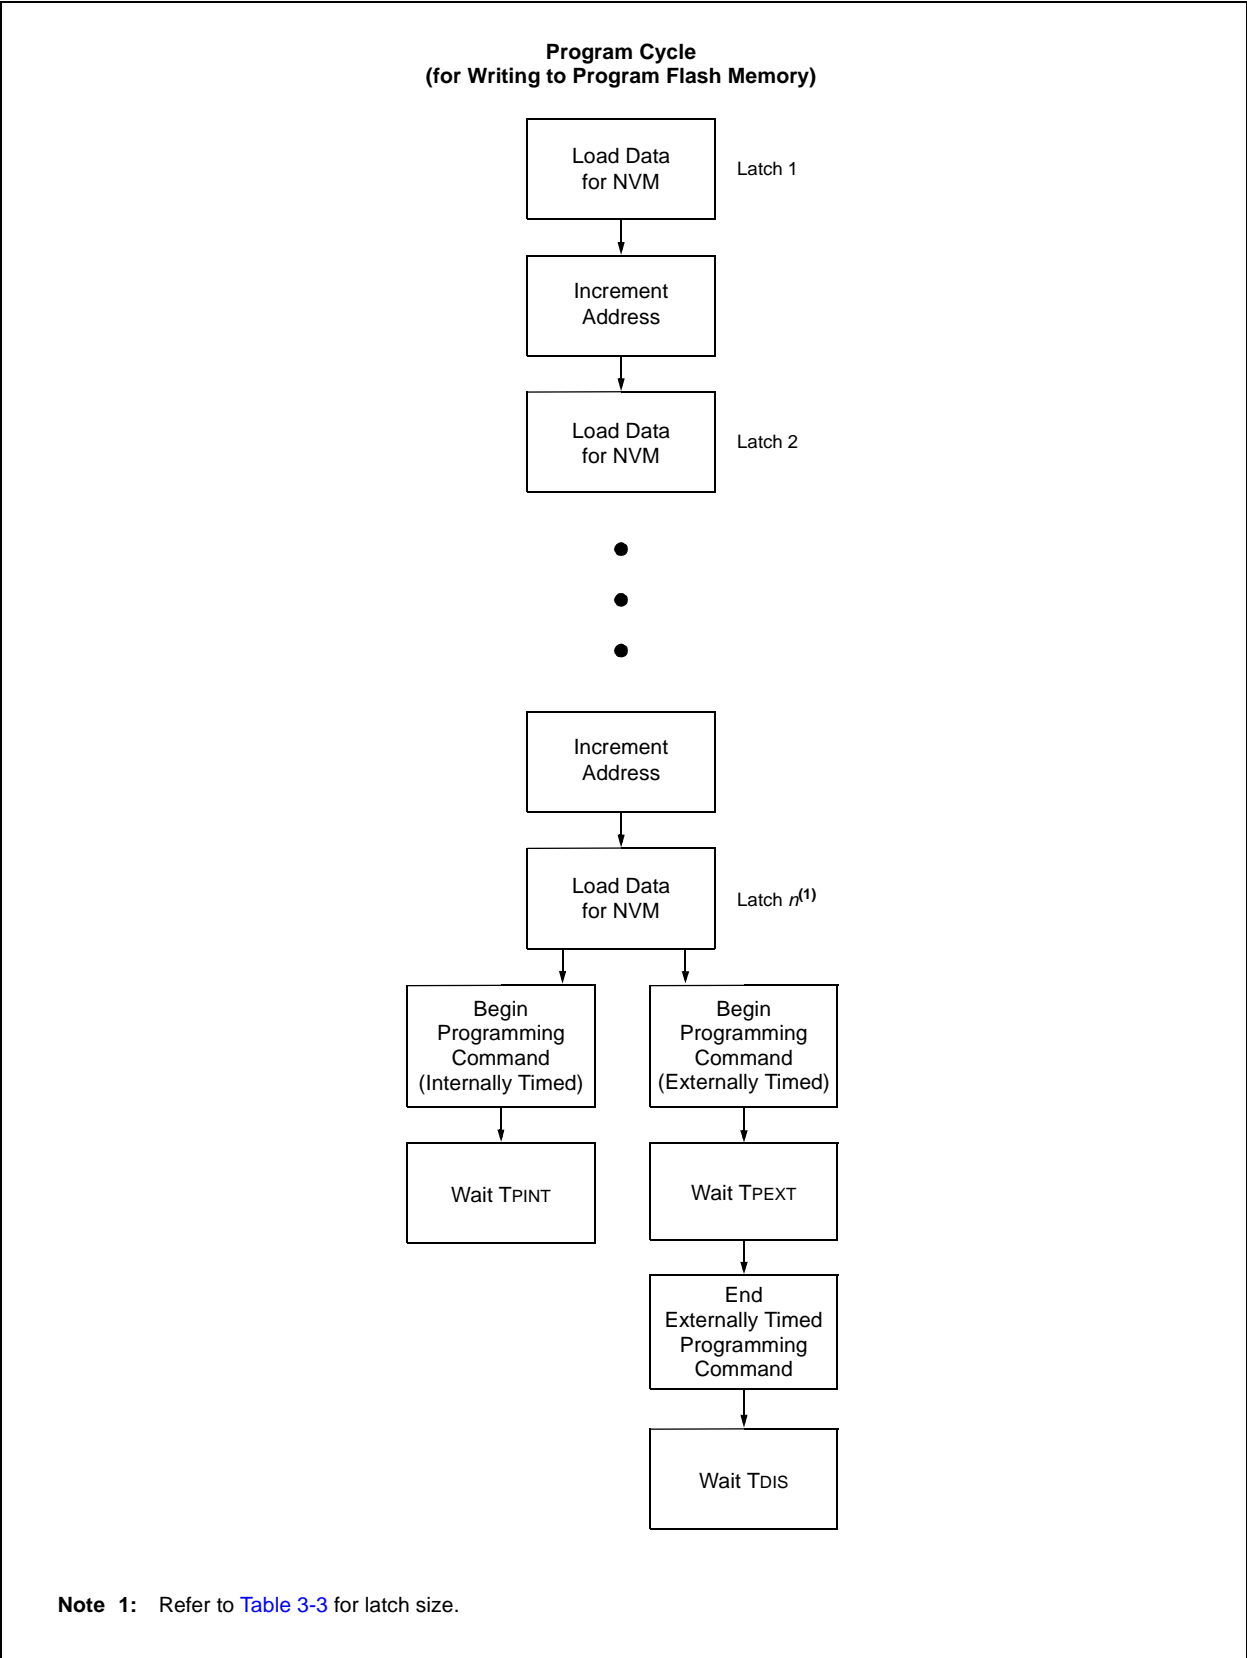 Program Cycle
(for Writing to Program Flash Memory)
Load Data
for NVM
Latch 1
Increment
Address
Load Data
for NVM
Latch 2
Increment
Address
Load Data
for NVM
Latch n(1)
Begin
Programming
Command
(Internally Timed)
Begin
Programming
Command
(Externally Timed)
Wait TPINT
Wait TPEXT
End
Externally Timed
Programming
Command
Wait TDIS
Note 1: Refer to Table 3-3 for latch size.